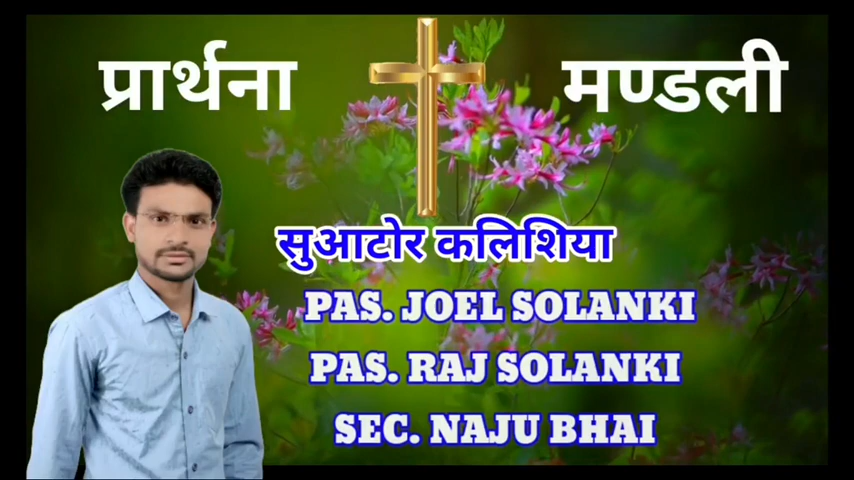 प्रार्थना मण्डली
सुआटोर कलिशिया
PAS. JOEL SOLANKI
PAS. RAJ SOLANKI
SEC. NAJU BHAI